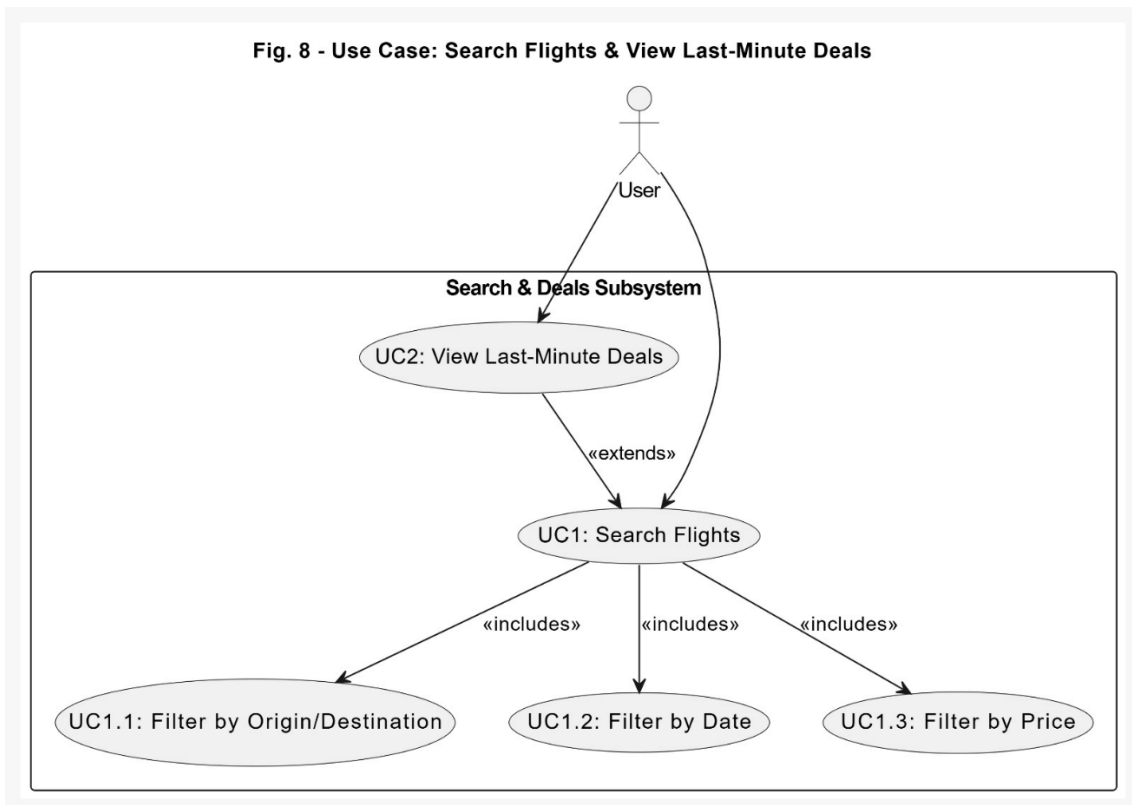 Fig. 8 - Use Case: Search Flights & View Last-Minute Deals
User
Search & Deals Subsystem
UC2: View Last-Minute Deals
«extends»
UC1: Search Flights
«includes»
«includes»
«includes»
UC1.1: Filter by Origin/Destination
UC1.2: Filter by Date
UC1.3: Filter by Price